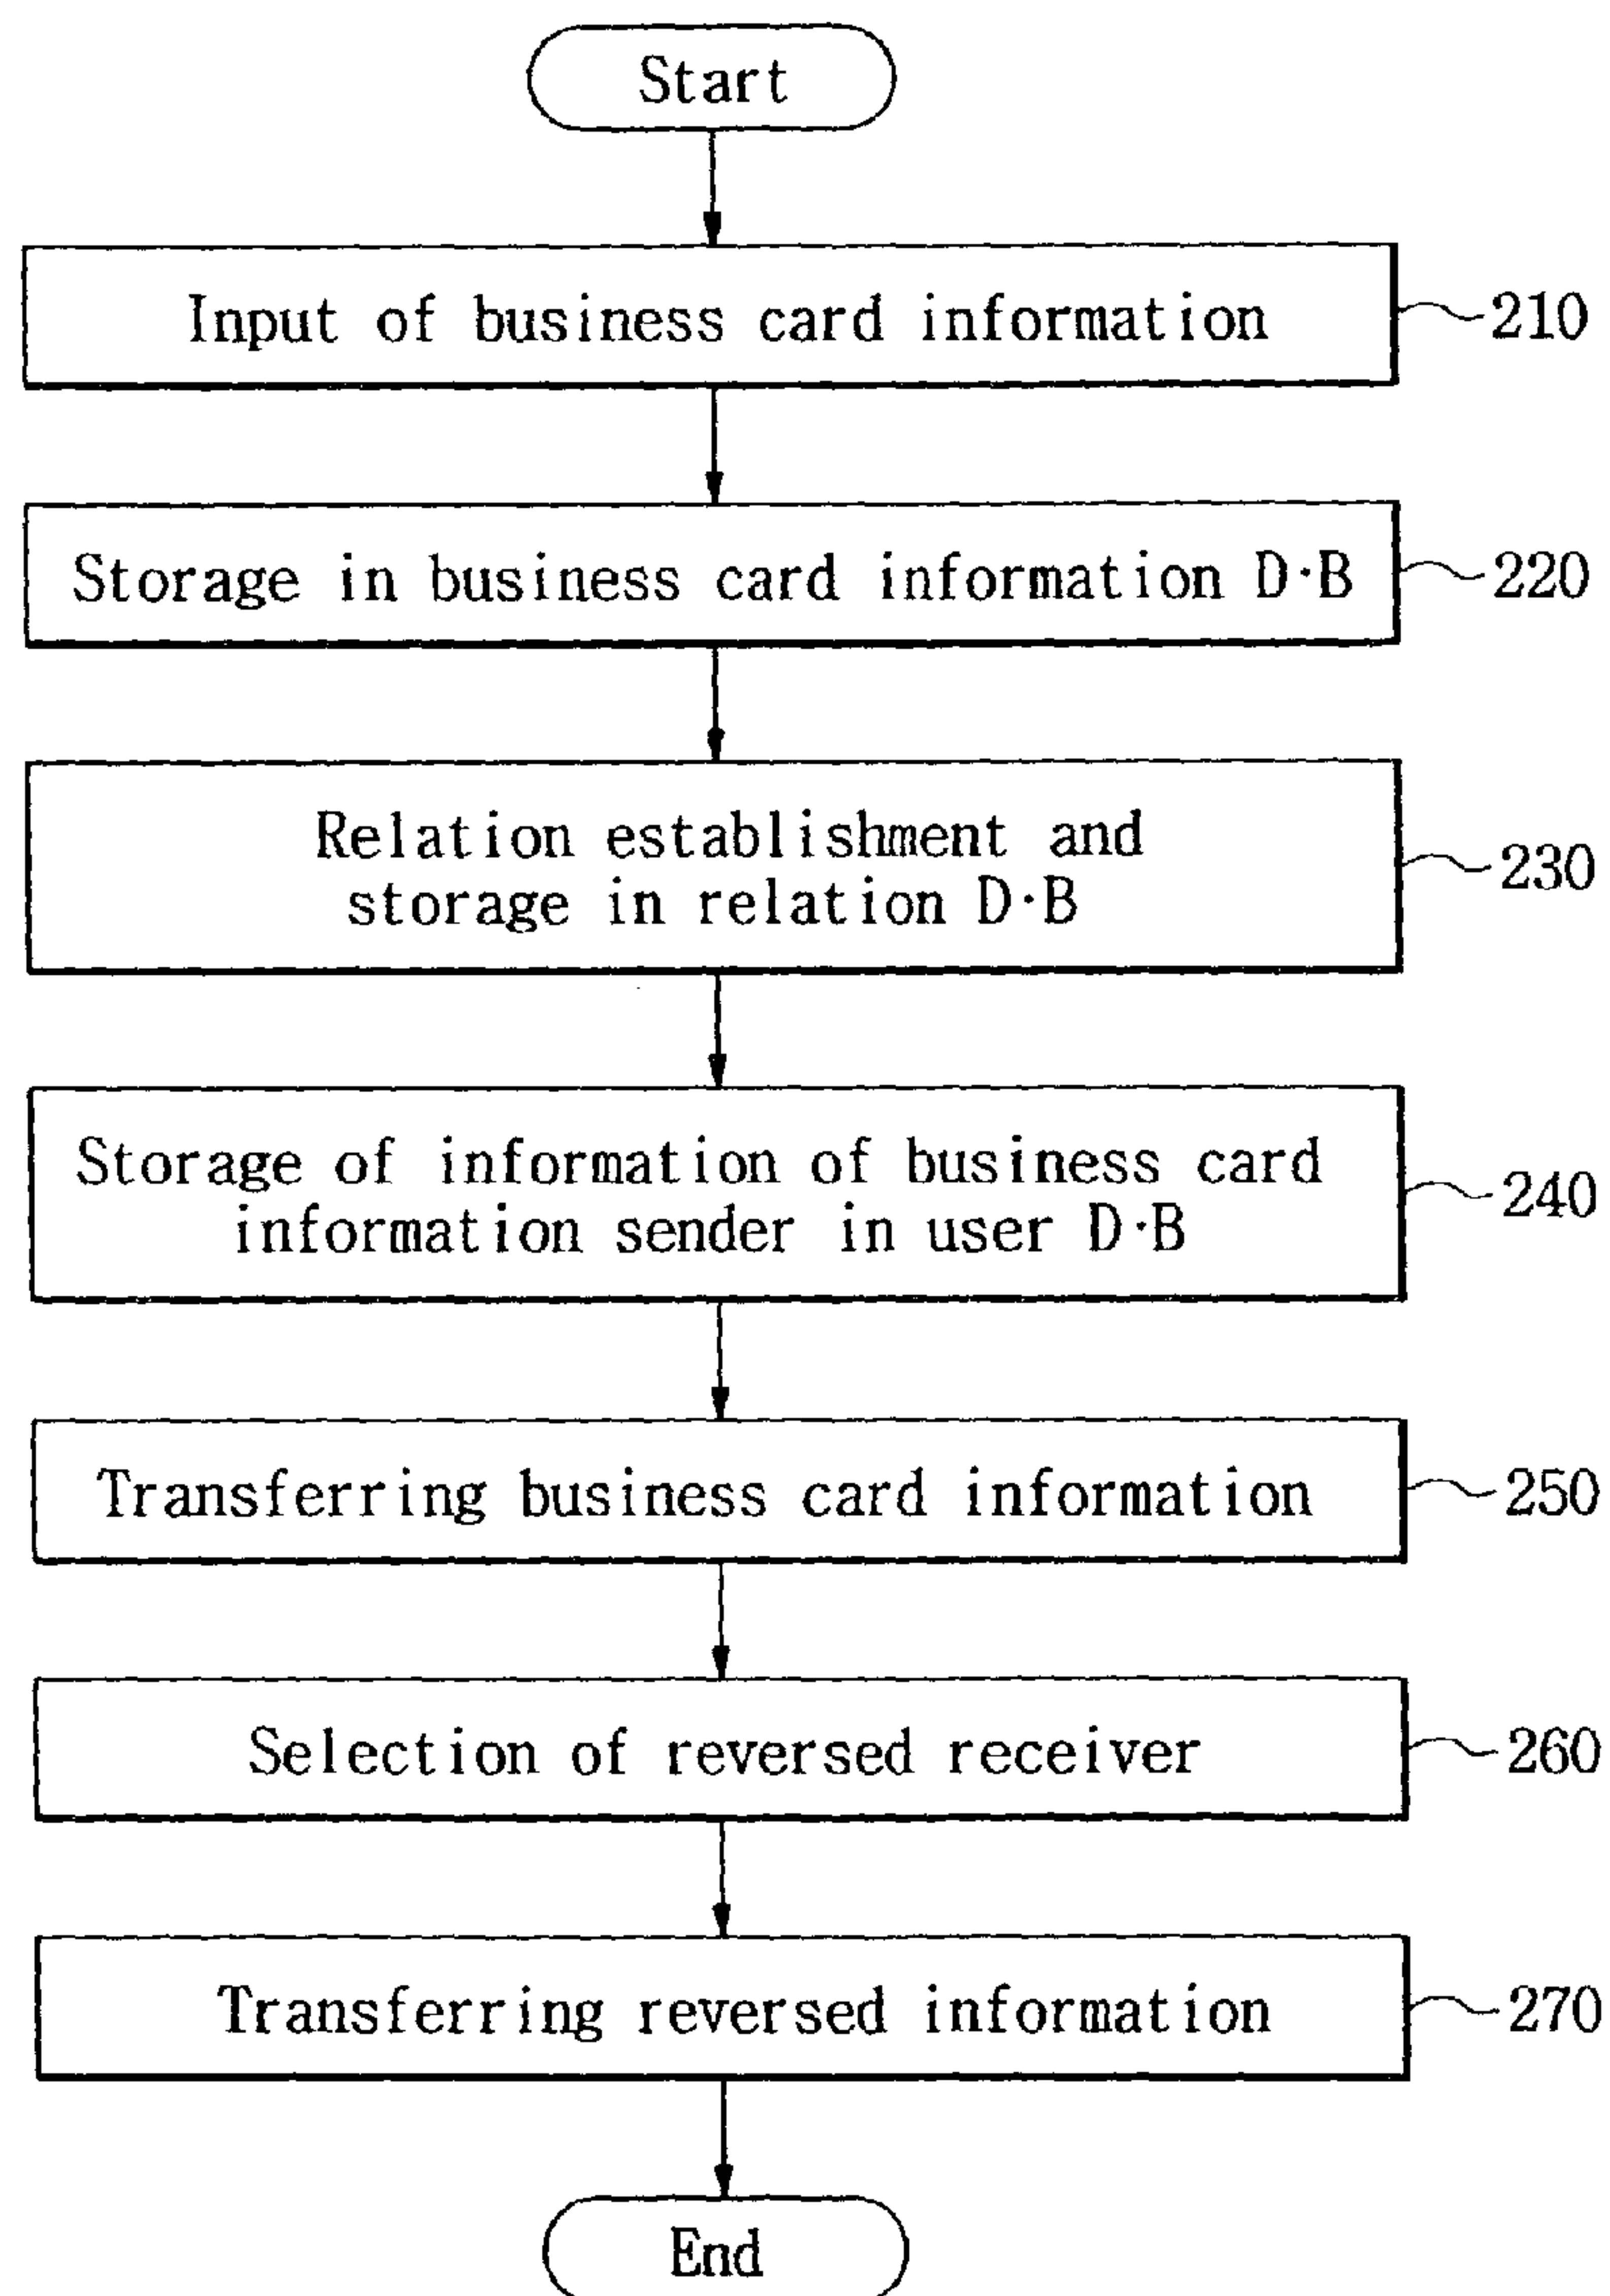 Start
Input of business card information
210
Storage in business card information D·B
220
Relation establishment and
storage in relation D·B
230
Storage of information of business card
information sender in user D·B
240
Transferring business card information
250
Selection of reversed receiver
260
Transferring reversed information
270
End